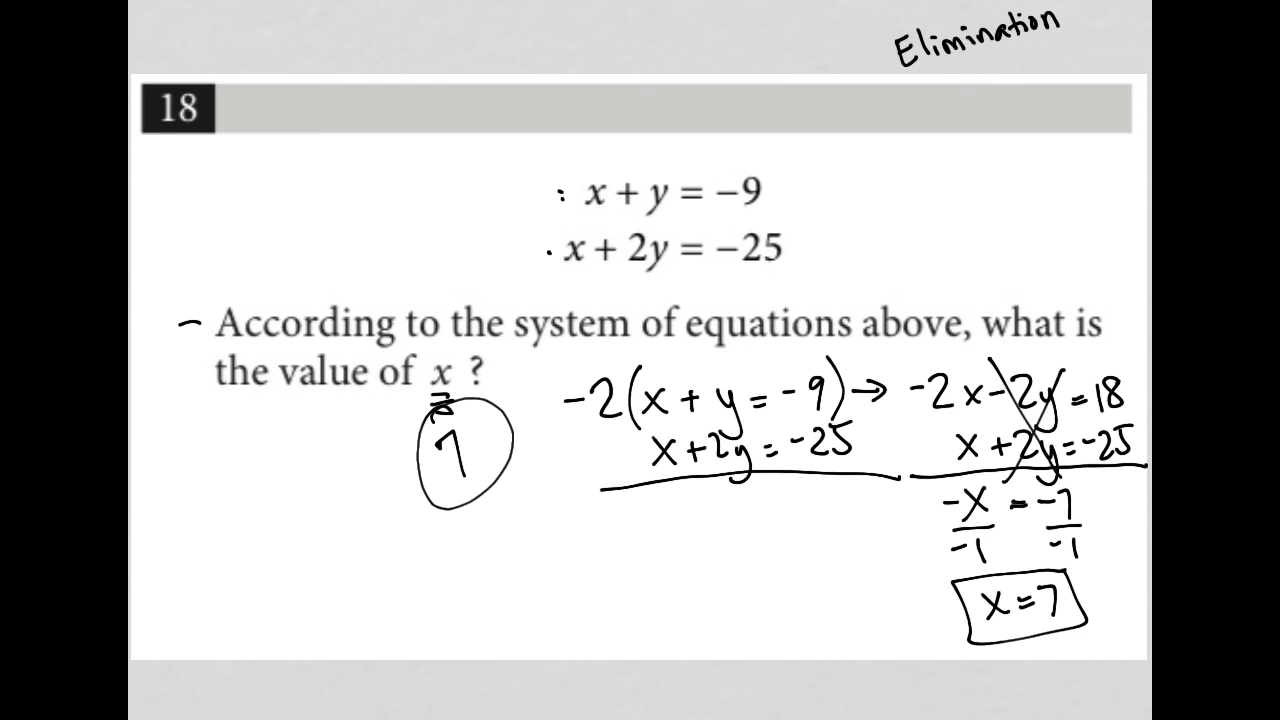 Elimination
18
x + y = −9
x + 2y = −25
According to the system of equations above, what is
the value of x ?
7
-2(x + y = -9) → -2x - 2y = 18
x + 2y = -25 x + 2y = -25
-x = -7
-1 -1
x = 7